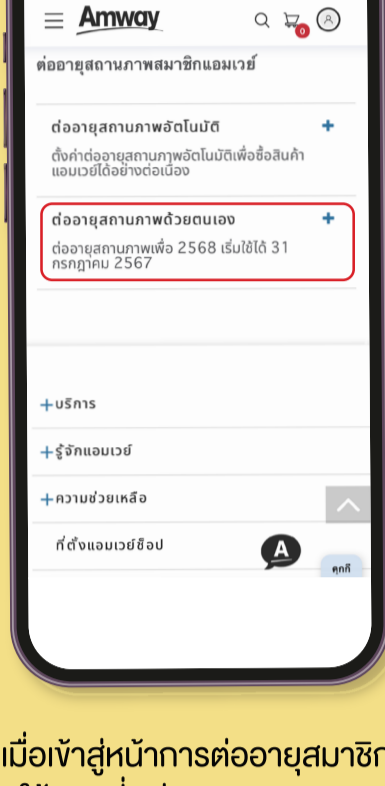 Amway
0
ต่ออายุสถานภาพสมาชิกแอมเวย์
ต่ออายุสถานภาพอัตโนมัติ
ตั้งค่าต่ออายุสถานภาพอัตโนมัติเพื่อซื้อสินค้า
แอมเวย์ได้อย่างต่อเนื่อง
ต่ออายุสถานภาพด้วยตนเอง
ต่ออายุสถานภาพเพื่อ 2568 เริ่มใช้ได้ 31
กรกฎาคม 2567
บริการ
รู้จักแอมเวย์
ความช่วยเหลือ
ที่ตั้งแอมเวย์ช็อป
A
คุกกี
เมื่อเข้าสู่หน้าการต่ออายุสมาชิก